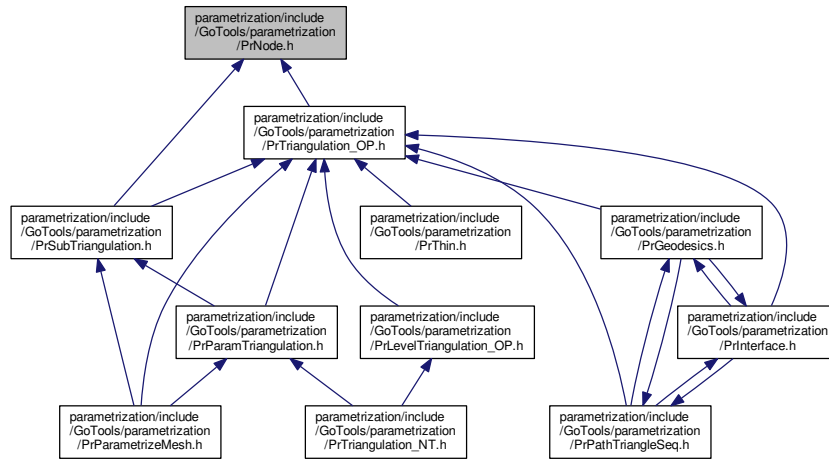 parametrization/include
/GoTools/parametrization
/PrNode.h
parametrization/include
/GoTools/parametrization
/PrTriangulation_OP.h
parametrization/include
/GoTools/parametrization
/PrSubTriangulation.h
parametrization/include
/GoTools/parametrization
/PrThin.h
parametrization/include
/GoTools/parametrization
/PrGeodesics.h
parametrization/include
/GoTools/parametrization
/PrParamTriangulation.h
parametrization/include
/GoTools/parametrization
/PrLevelTriangulation_OP.h
parametrization/include
/GoTools/parametrization
/PrInterface.h
parametrization/include
/GoTools/parametrization
/PrParametrizeMesh.h
parametrization/include
/GoTools/parametrization
/PrTriangulation_NT.h
parametrization/include
/GoTools/parametrization
/PrPathTriangleSeq.h